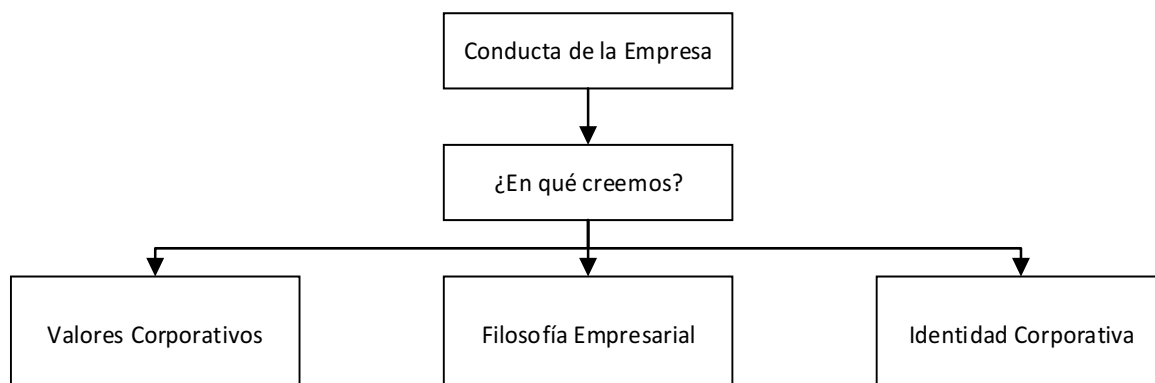 Conducta de la Empresa
¿En qué creemos?
Valores Corporativos
Filosofía Empresarial
Identidad Corporativa